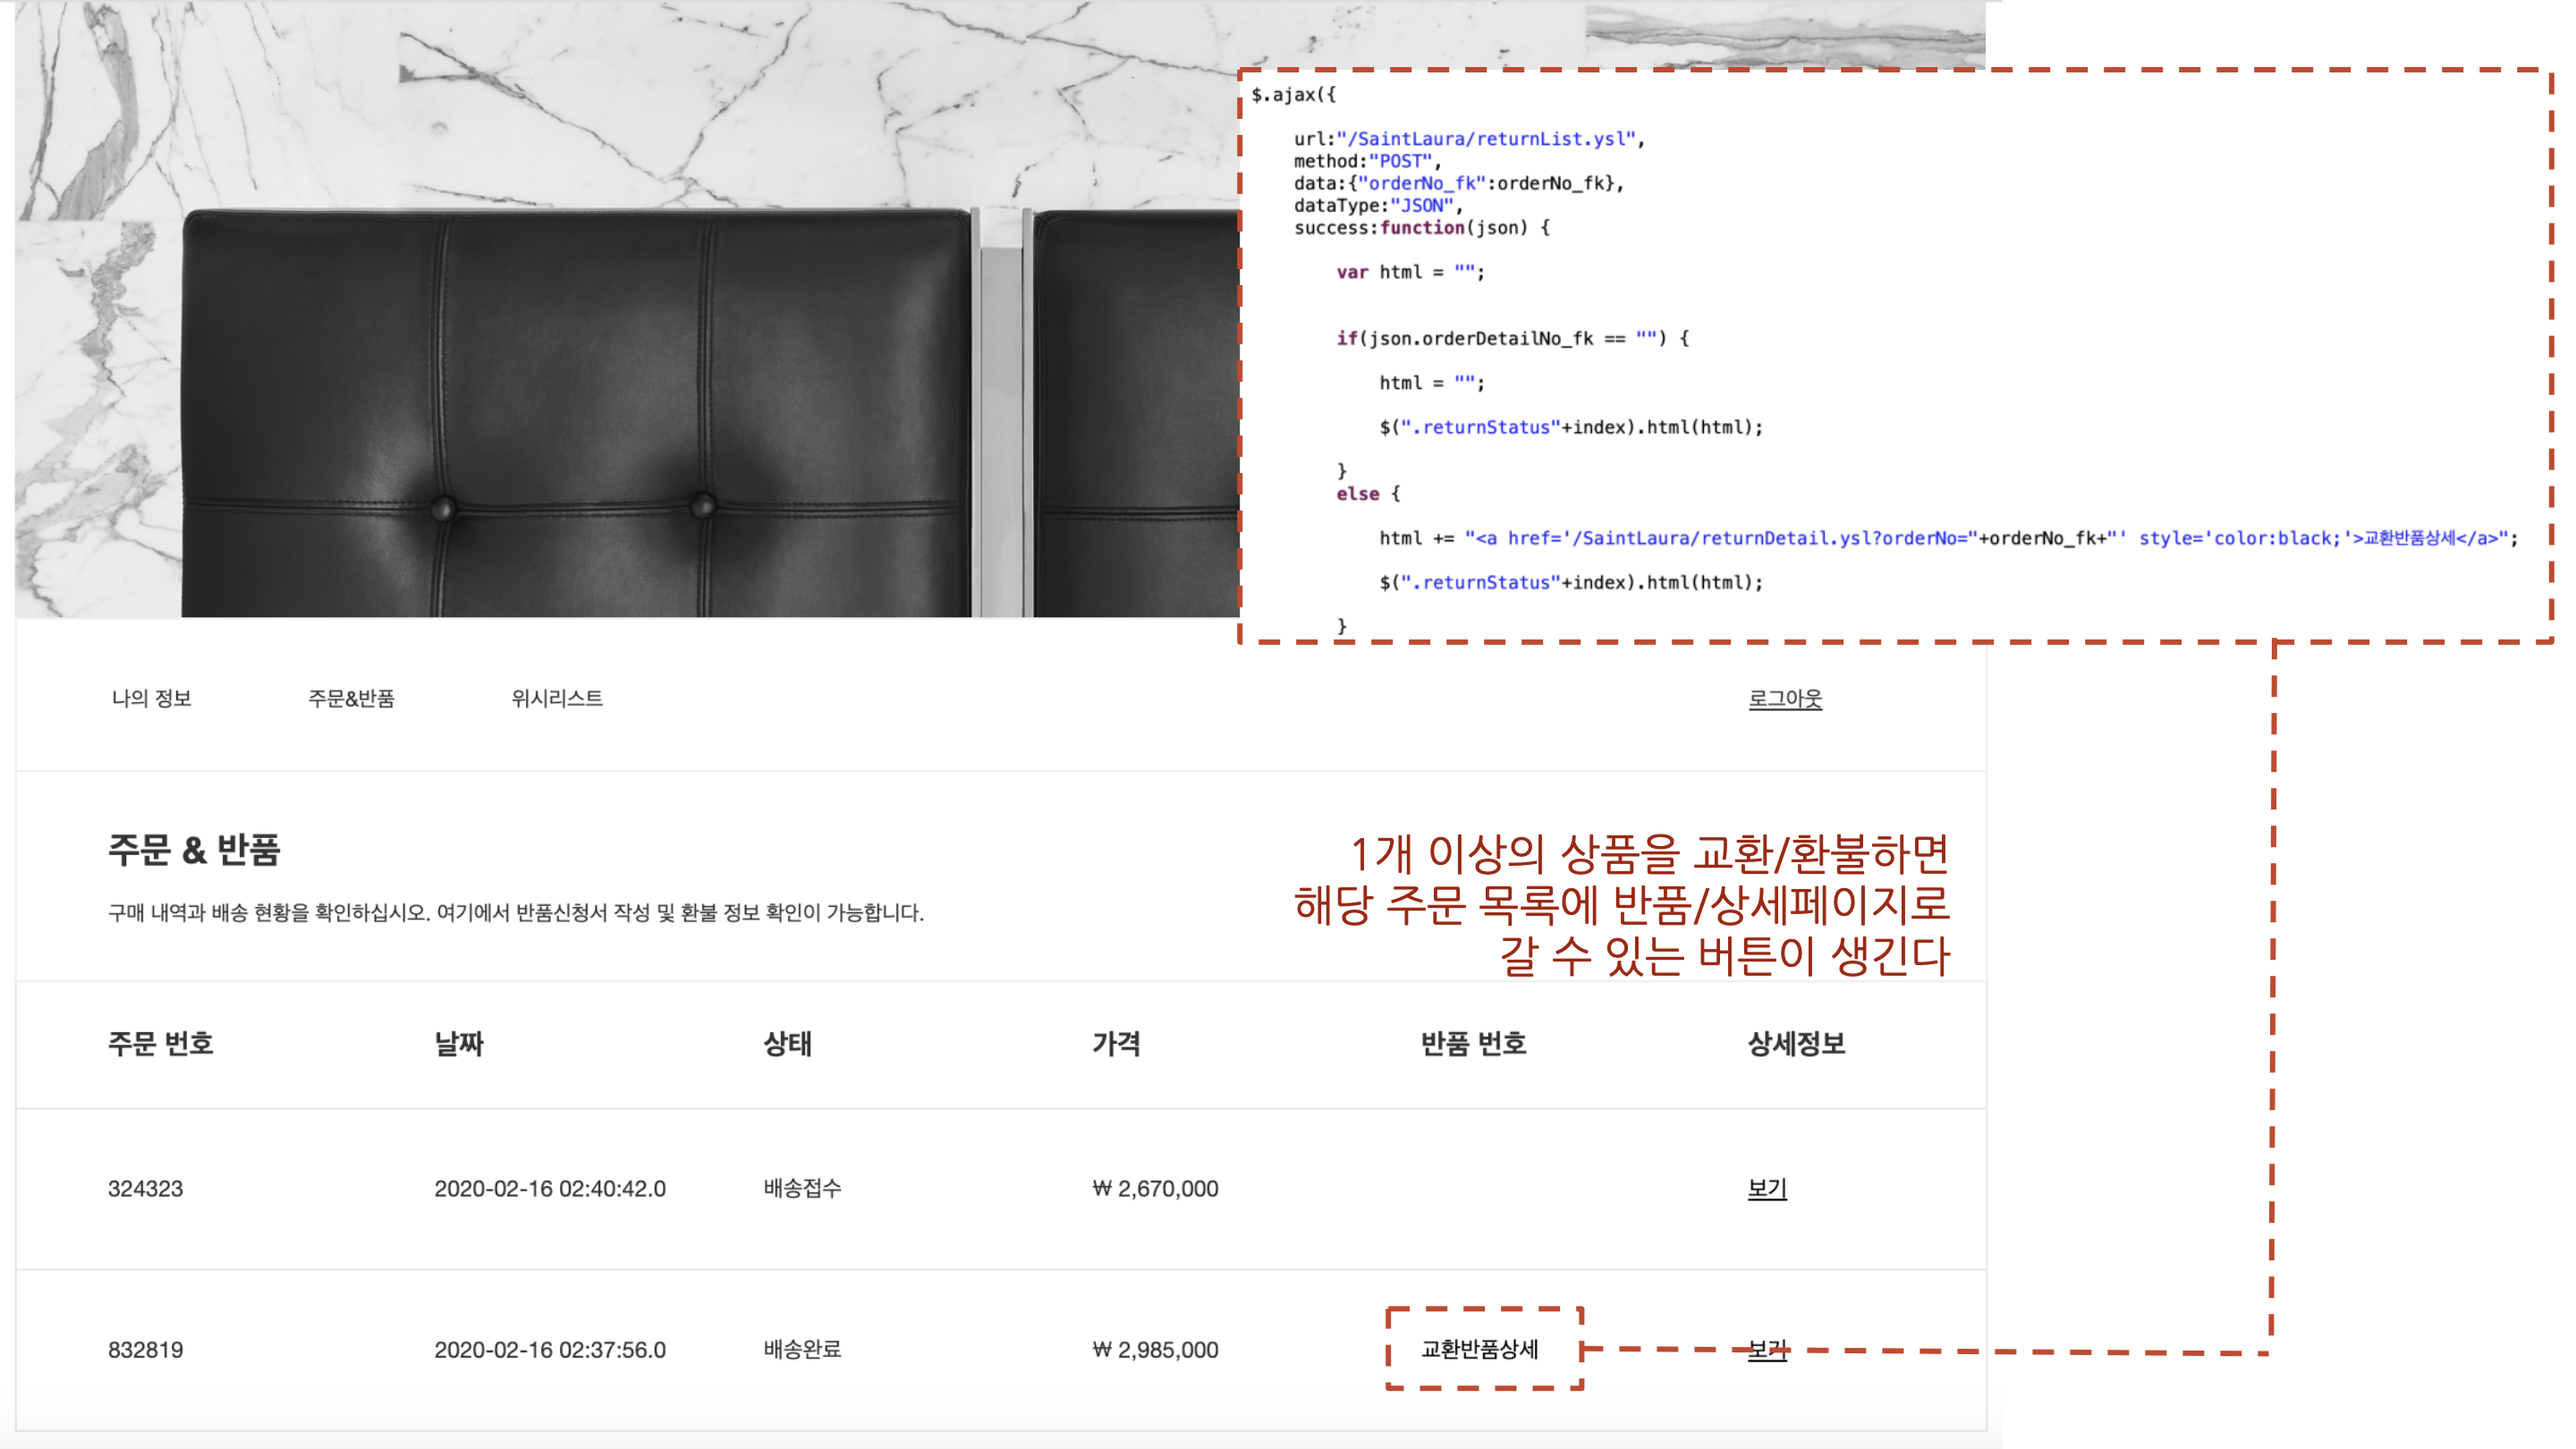 $.ajax({
url:"/SaintLaura/returnList.ysl",
method:"POST",
data:{"orderNo_fk":orderNo_fk},
dataType:"JSON",
success:function(json) {
var html = "";
if(json.orderDetailNo_fk == "") {
html = "";
$(".returnStatus"+index).html(html);
}
else {
html += "<a href='/SaintLaura/returnDetail.ysl?orderNo="+orderNo_fk+"' style='color:black;'>교환반품상세</a>";
$(".returnStatus"+index).html(html);
}
나의 정보 주문&반품 위시리스트 로그아웃
주문 & 반품
구매 내역과 배송 현황을 확인하십시오. 여기에서 반품신청서 작성 및 환불 정보 확인이 가능합니다.
1개 이상의 상품을 교환/환불하면
해당 주문 목록에 반품/상세페이지로
갈 수 있는 버튼이 생긴다
주문 번호 날짜 상태 가격 반품 번호 상세정보
324323 2020-02-16 02:40:42.0 배송접수 ₩ 2,670,000 보기
832819 2020-02-16 02:37:56.0 배송완료 ₩ 2,985,000 교환반품상세 보기